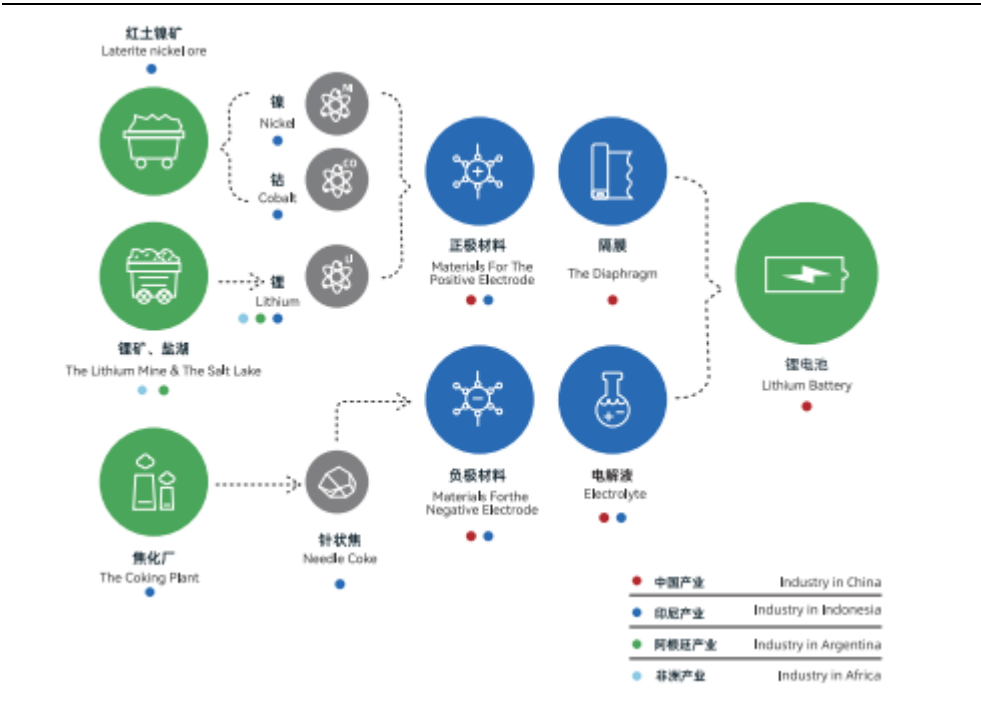 红土镍矿
Laterite nickel ore
镍
Nickel
NI
钴
Cobalt
CO
锂
Lithium
LI
锂矿、盐湖
The Lithium Mine & The Salt Lake
焦化厂
The Coking Plant
针状焦
Needle Coke
正极材料
Materials For The
Positive Electrode
隔膜
The Diaphragm
负极材料
Materials Forthe
Negative Electrode
电解液
Electrolyte
锂电池
Lithium Battery
中国产业 Industry in China
印尼产业 Industry in Indonesia
阿根廷产业 Industry in Argentina
非洲产业 Industry in Africa